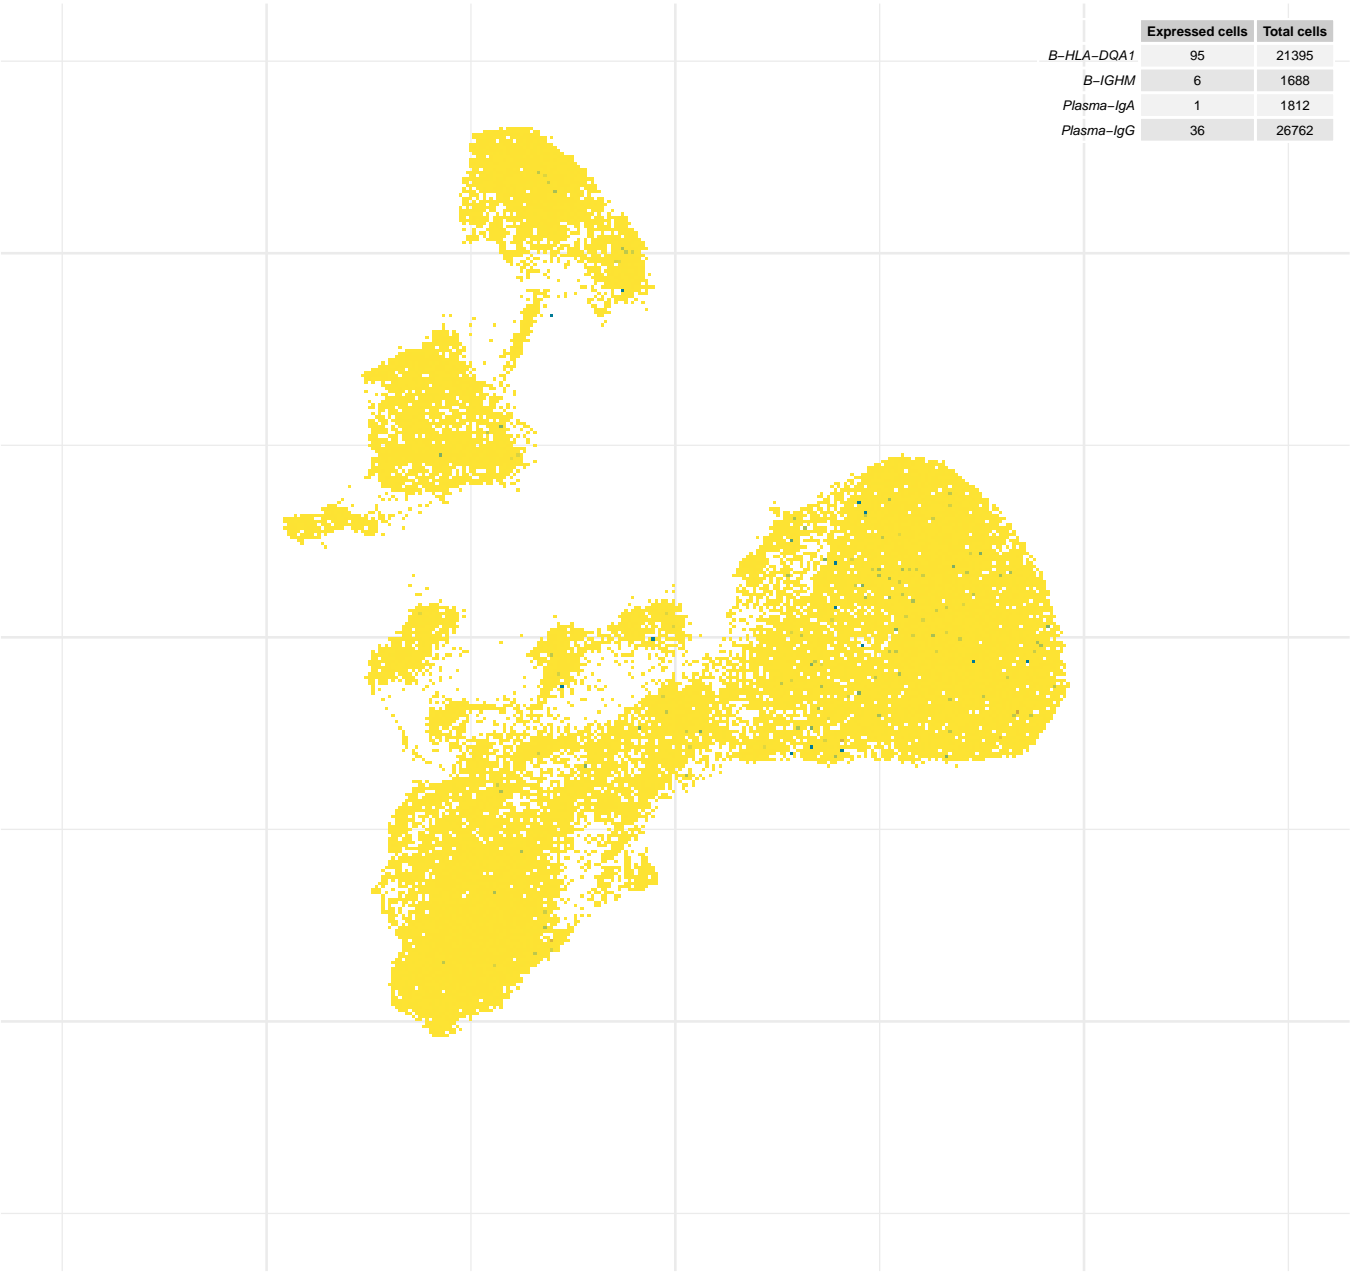 Expressed cells Total cells
B−HLA−DQA1 95 21395
B−IGHM 6 1688
Plasma−IgA 1 1812
Plasma−IgG 36 26762